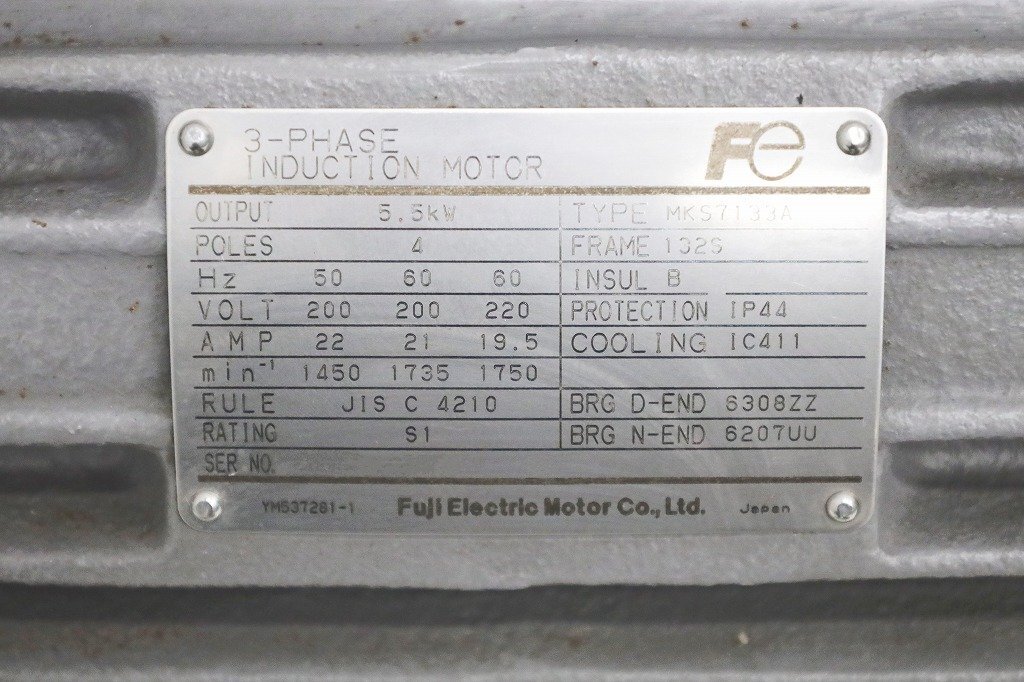 3-PHASE
INDUCTION MOTOR
Fe
OUTPUT 5.5kW TYPE MKS7133A
POLES 4 FRAME 132S
Hz 50 60 60 INSUL B
VOLT 200 200 220 PROTECTION IP44
AMP 22 21 19.5 COOLING IC411
min⁻¹ 1450 1735 1750
RULE JIS C 4210 BRG D-END 6308ZZ
RATING S1 BRG N-END 6207UU
SER NO.
YM537281-1 Fuji Electric Motor Co., Ltd. Japan